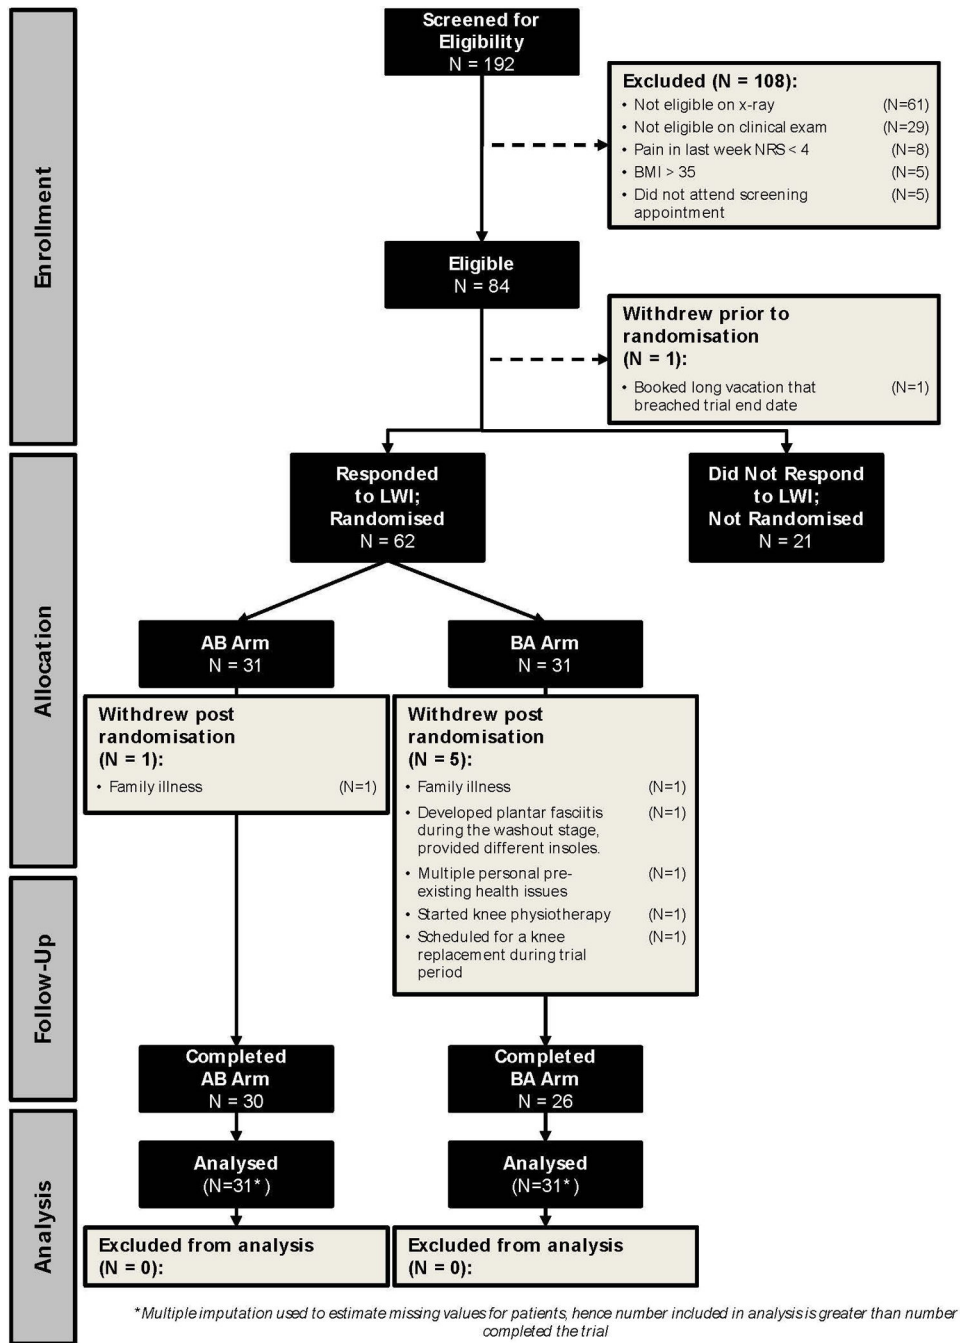 Enrollment
Screened for
Eligibility
N = 192
Excluded (N = 108):
• Not eligible on x-ray (N=61)
• Not eligible on clinical exam (N=29)
• Pain in last week NRS < 4 (N=8)
• BMI > 35 (N=5)
• Did not attend screening (N=5)
appointment
Eligible
N = 84
Withdrew prior to
randomisation
(N = 1):
• Booked long vacation that (N=1)
breached trial end date
Allocation
Responded
to LWI;
Randomised
N = 62
Did Not Respond
to LWI;
Not Randomised
N = 21
AB Arm
N = 31
BA Arm
N = 31
Withdrew post
randomisation
(N = 1):
• Family illness (N=1)
Withdrew post
randomisation
(N = 5):
• Family illness (N=1)
• Developed plantar fasciitis (N=1)
during the washout stage,
provided different insoles.
• Multiple personal pre- (N=1)
existing health issues
• Started knee physiotherapy (N=1)
• Scheduled for a knee (N=1)
replacement during trial
period
Follow-Up
Completed
AB Arm
N = 30
Completed
BA Arm
N = 26
Analysis
Analysed
(N=31*)
Analysed
(N=31*)
Excluded from analysis
(N = 0):
Excluded from analysis
(N = 0):
*Multiple imputation used to estimate missing values for patients, hence number included in analysis is greater than number
completed the trial